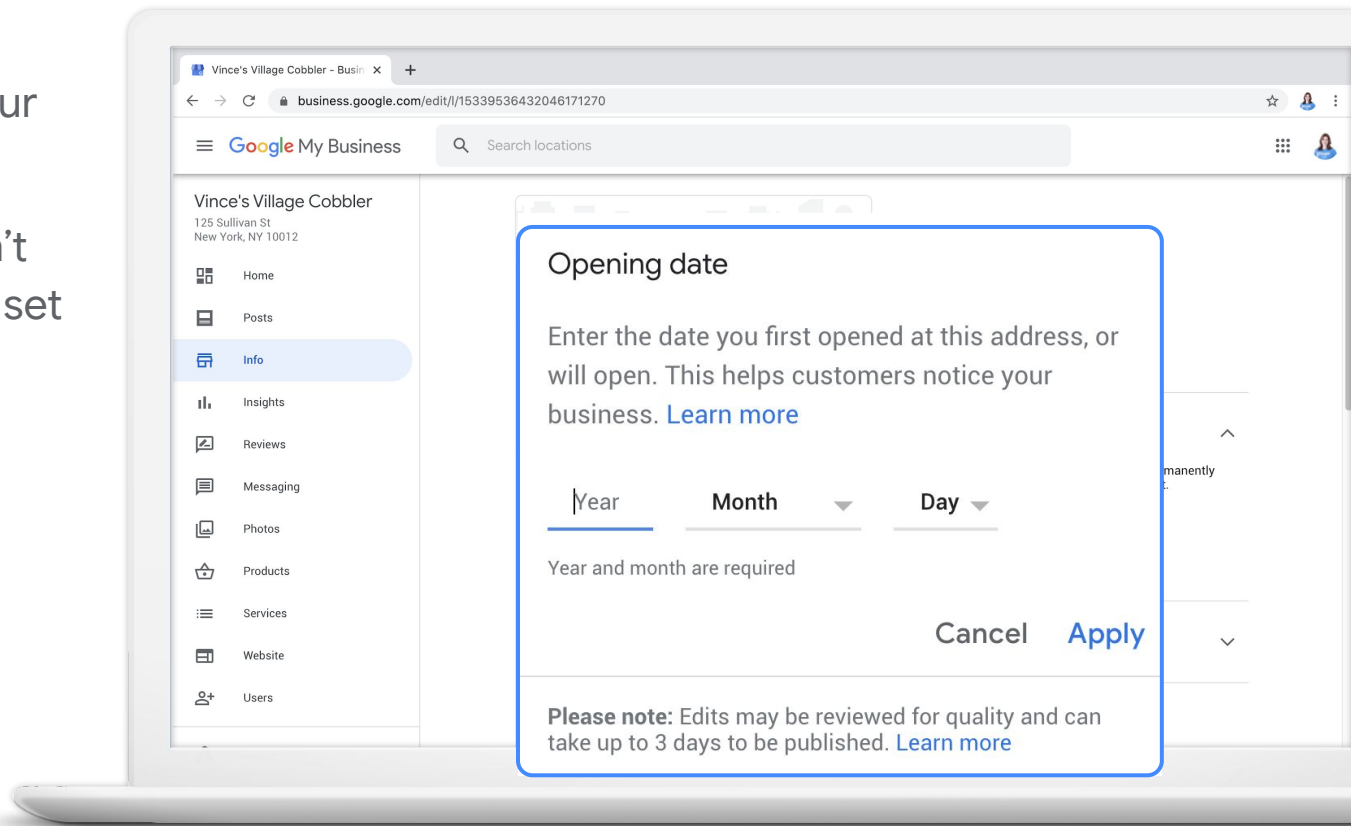 ur
't
set
Vince's Village Cobbler - Busin
business.google.com/edit/l/15339536432046171270
Google My Business
Search locations
Vince's Village Cobbler
125 Sullivan St
New York, NY 10012
Home
Posts
Info
Insights
Reviews
Messaging
Photos
Products
Services
Website
Users
Opening date
Enter the date you first opened at this address, or
will open. This helps customers notice your
business. Learn more
Year Month Day
Year and month are required
Cancel Apply
Please note: Edits may be reviewed for quality and can
take up to 3 days to be published. Learn more
manently